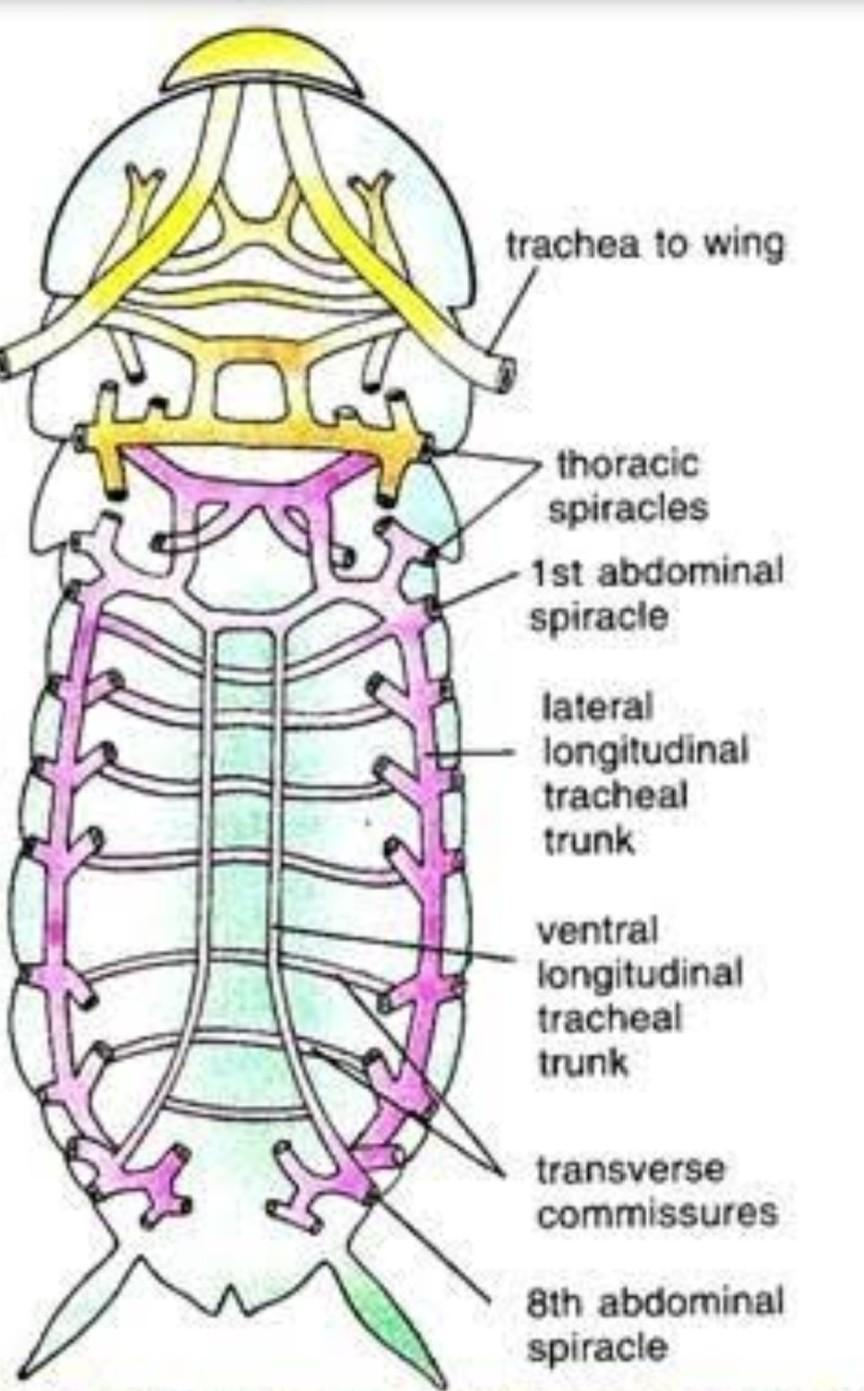 trachea to wing
thoracic
spiracles
1st abdominal
spiracle
lateral
longitudinal
tracheal
trunk
ventral
longitudinal
tracheal
trunk
transverse
commissures
8th abdominal
spiracle